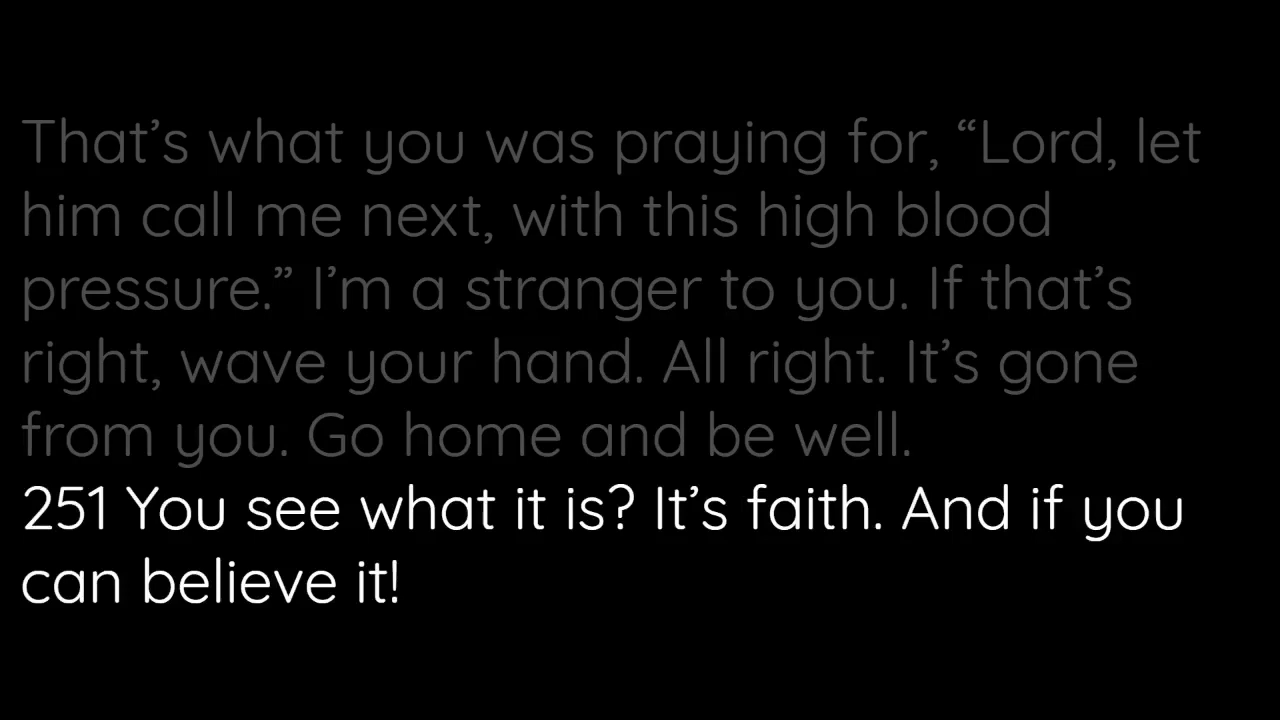 That’s what you was praying for, “Lord, let
him call me next, with this high blood
pressure.” I’m a stranger to you. If that’s
right, wave your hand. All right. It’s gone
from you. Go home and be well.
251 You see what it is? It’s faith. And if you
can believe it!